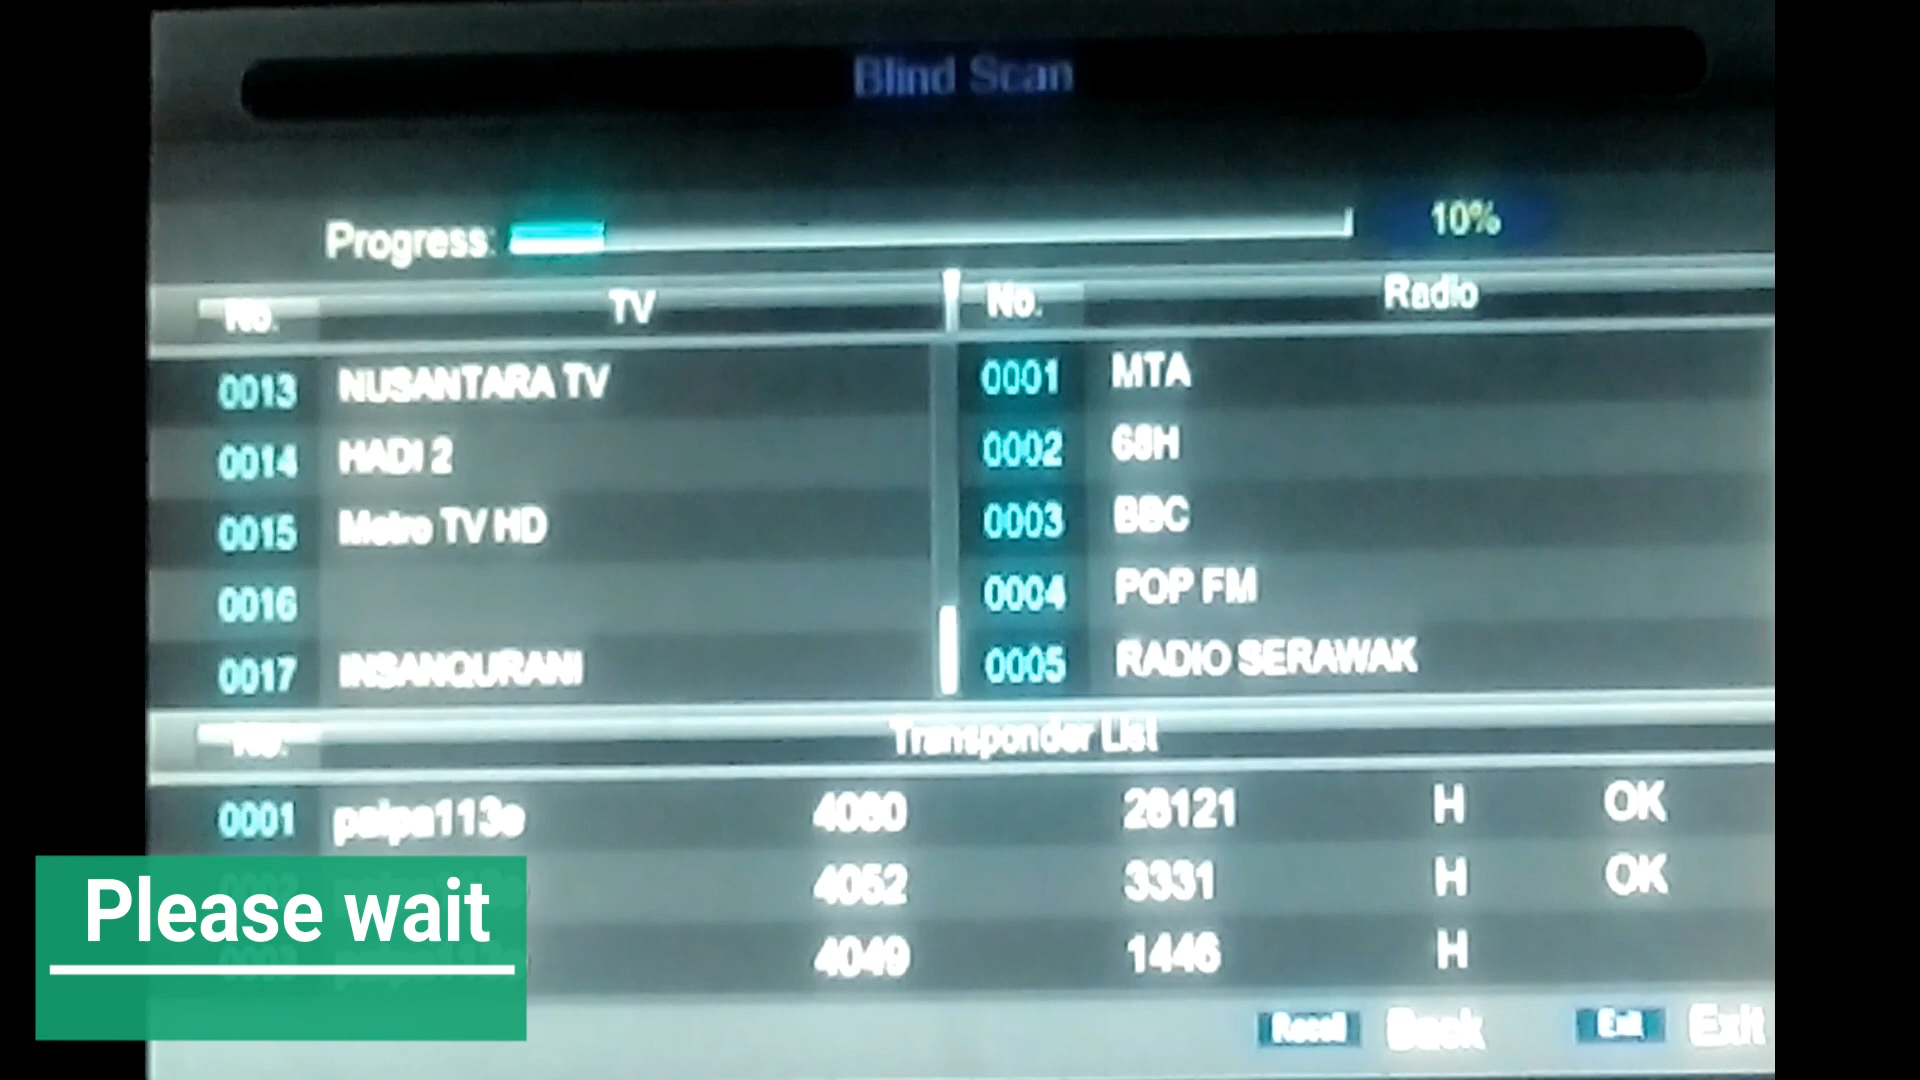 Blind Scan
Progress: 10%
No. TV No. Radio
0013 NUSANTARA TV 0001 MTA
0014 HADI 2 0002 68H
0015 Metro TV HD 0003 BBC
0016 0004 POP FM
0017 INSANQURANI 0005 RADIO SERAWAK
No. Transponder List
0001 palpa113e 4080 28121 H OK
4052 3331 H OK
4049 1446 H
Please wait
Recall Back Exit Exit